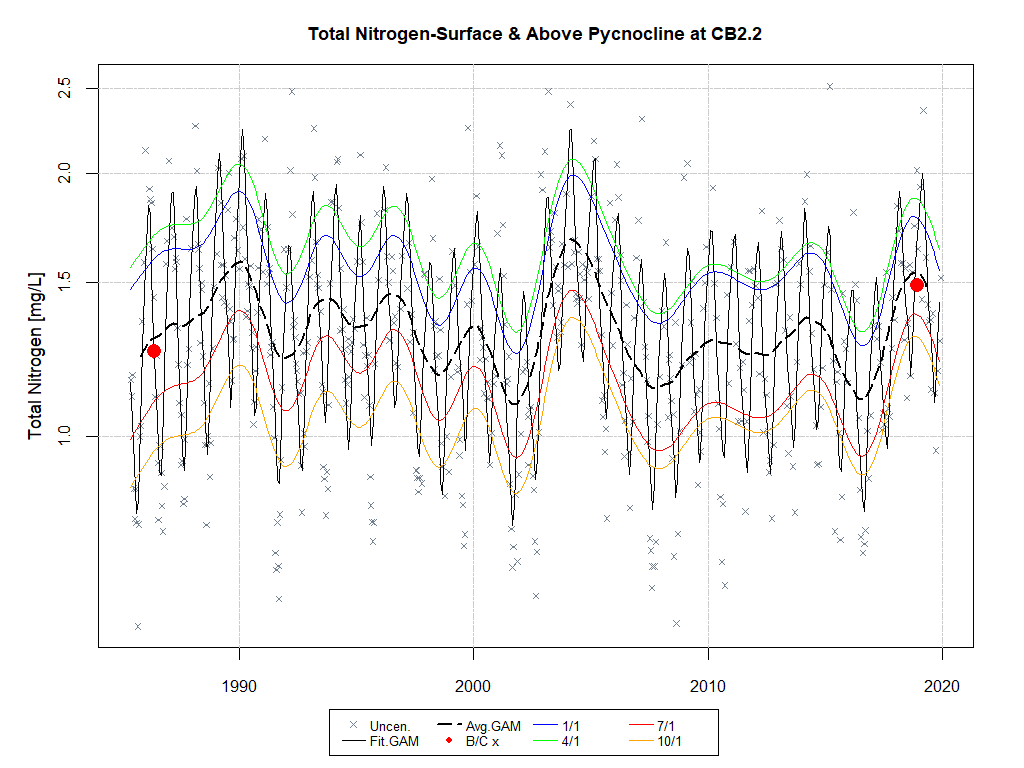 Total Nitrogen-Surface & Above Pycnocline at CB2.2
Total Nitrogen [mg/L]
2.5
2.0
1.5
1.0
1990
2000
2010
2020
Uncen. Avg.GAM 1/1 7/1
Fit.GAM B/C x 4/1 10/1